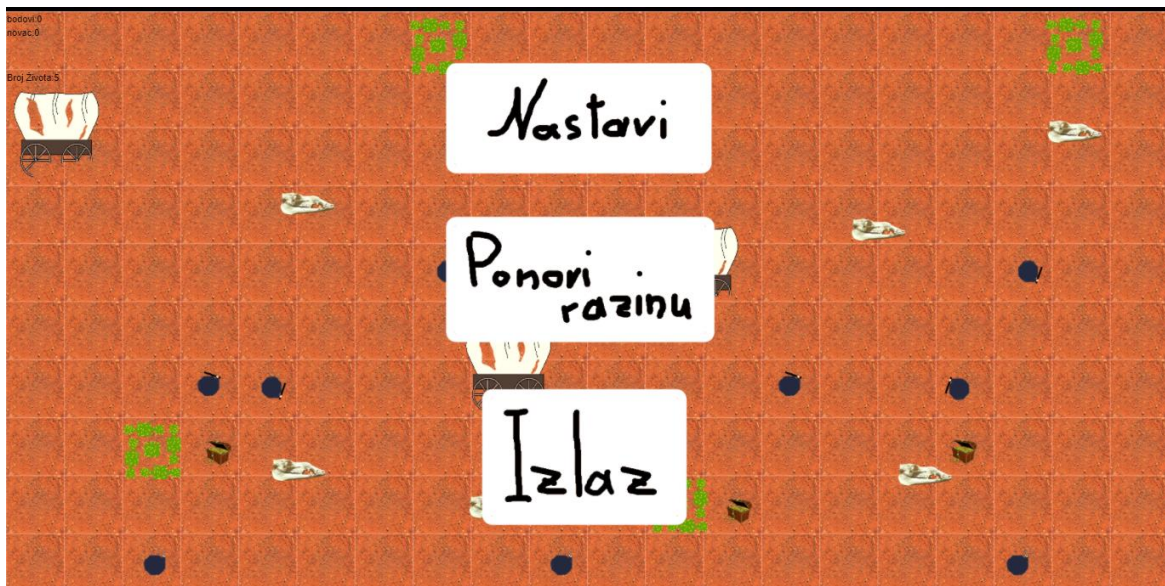 bodovi:0
novac:0
Broj Života:5
Nastavi
Ponovi
razinu
Izlaz